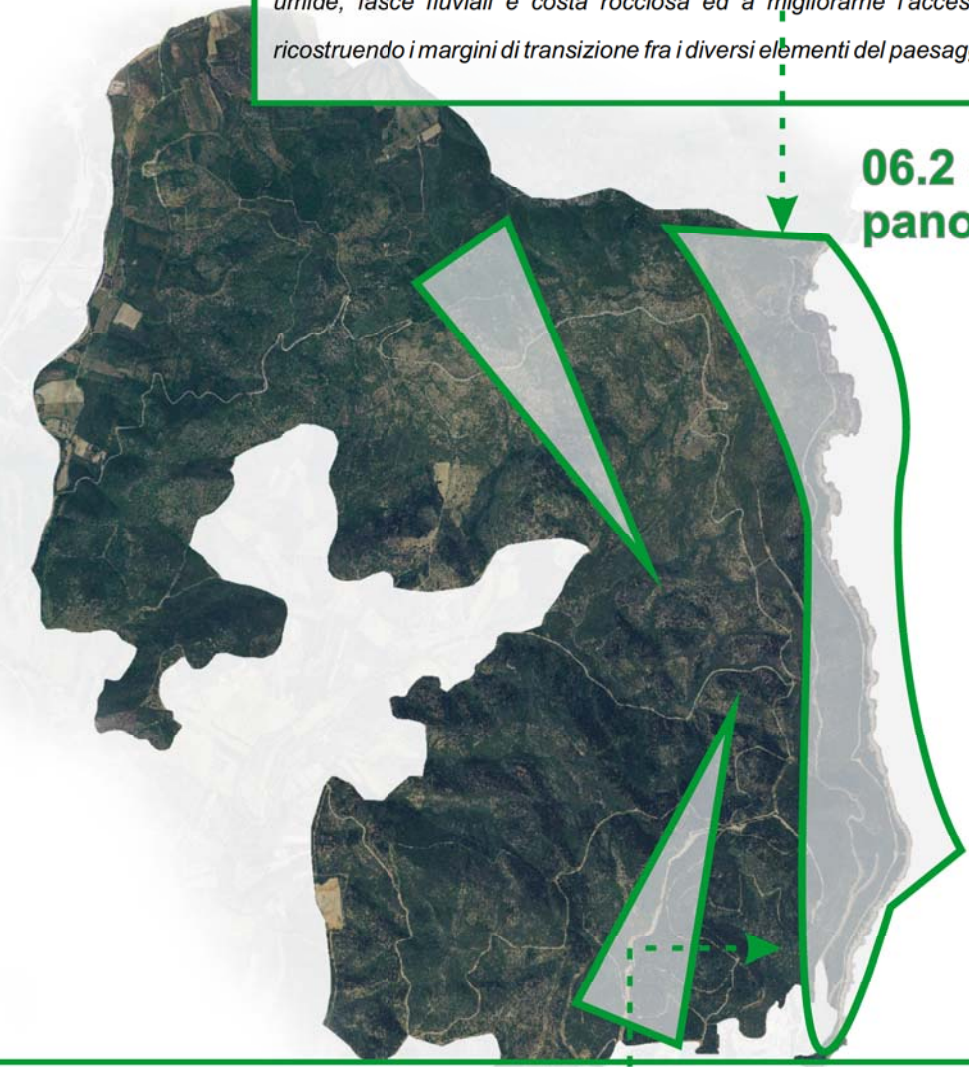 umide, fasce fluviali e costa rocciosa ed a migliorarne l'acces
ricostruendo i margini di transizione fra i diversi elementi del paesag
06.2
pano